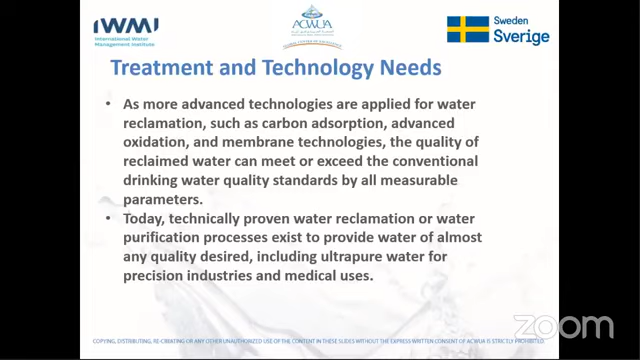 IWMI
International Water
Management Institute
ACWUA
Sweden
Sverige
Treatment and Technology Needs
• As more advanced technologies are applied for water
reclamation, such as carbon adsorption, advanced
oxidation, and membrane technologies, the quality of
reclaimed water can meet or exceed the conventional
drinking water quality standards by all measurable
parameters.
• Today, technically proven water reclamation or water
purification processes exist to provide water of almost
any quality desired, including ultrapure water for
precision industries and medical uses.
zoom
COPYING, DISTRIBUTING, RE-CREATING OR ANY OTHER UNAUTHORIZED USE OF THE CONTENT IN THESE SLIDES WITHOUT THE EXPRESS WRITTEN CONSENT OF ACWUA IS STRICTLY PROHIBITED.